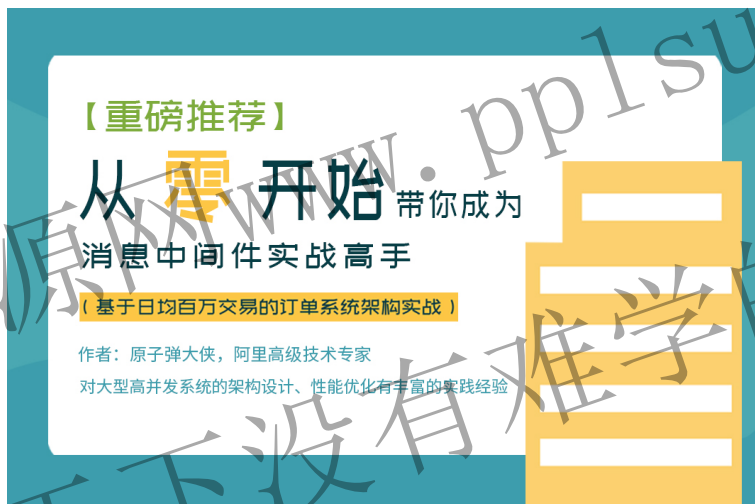 【重磅推荐】
从零开始带你成为
消息中间件实战高手
（基于日均百万交易的订单系统架构实战）
作者：原子弹大侠，阿里高级技术专家
对大型高并发系统的架构设计、性能优化有丰富的实践经验
源网www.pp1su
天下没有难学